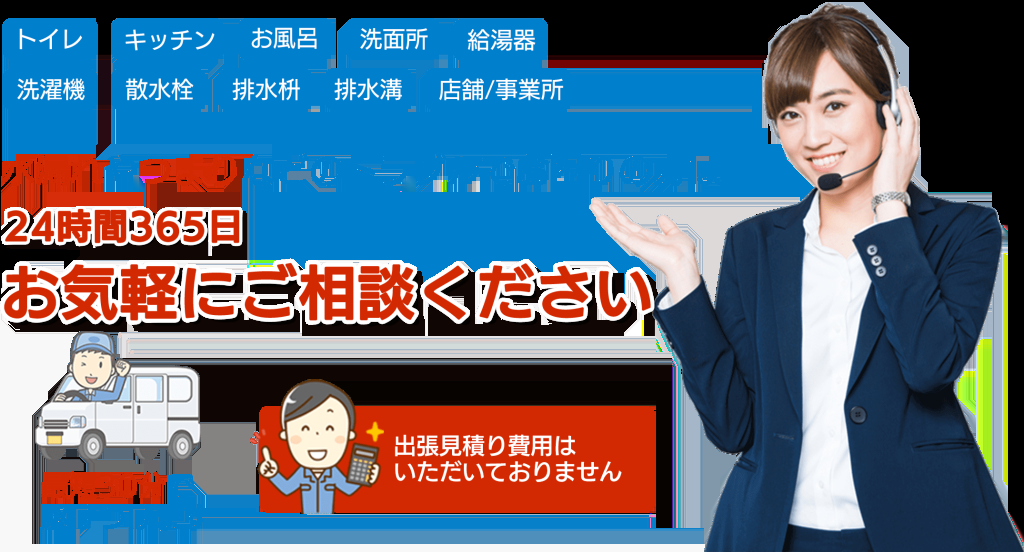 トイレ キッチン お風呂 洗面所 給湯器
洗濯機 散水栓 排水枡 排水溝 店舗/事業所
24時間365日
お気軽にご相談ください
出張見積り費用は
いただいておりません